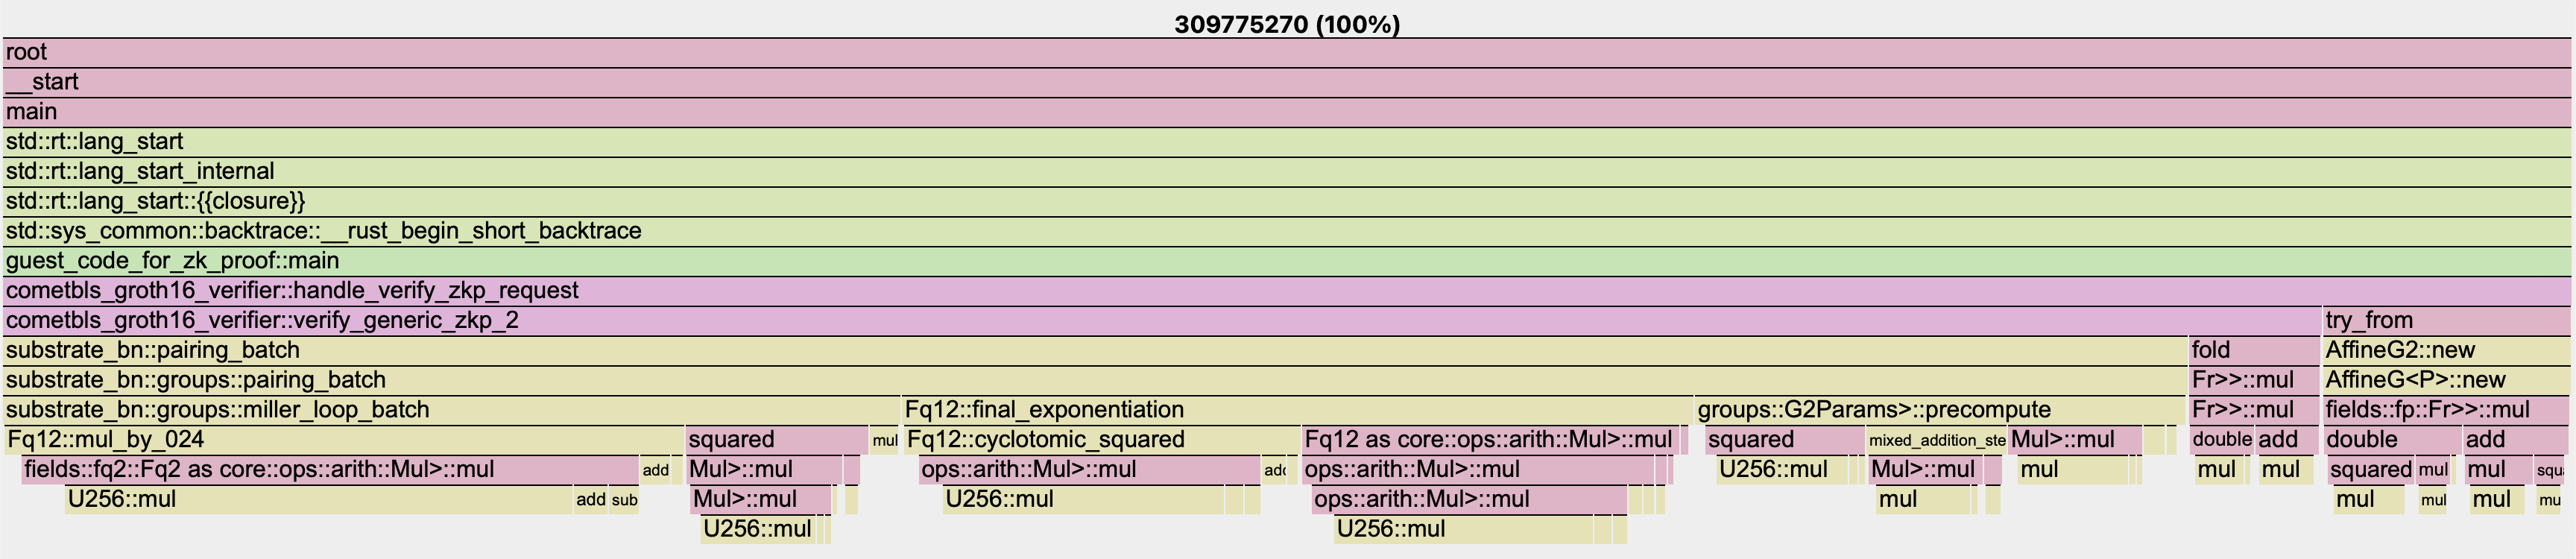 309775270 (100%)
root
__start
main
std::rt::lang_start
std::rt::lang_start_internal
std::rt::lang_start::{{closure}}
std::sys_common::backtrace::__rust_begin_short_backtrace
guest_code_for_zk_proof::main
cometbls_groth16_verifier::handle_verify_zkp_request
cometbls_groth16_verifier::verify_generic_zkp_2 try_from
substrate_bn::pairing_batch fold AffineG2::new
substrate_bn::groups::pairing_batch Fr>>::mul AffineG<P>::new
substrate_bn::groups::miller_loop_batch Fq12::final_exponentiation groups::G2Params>::precompute Fr>>::mul fields::fp::Fr>>::mul
Fq12::mul_by_024 squared mul Fq12::cyclotomic_squared Fq12 as core::ops::arith::Mul>::mul squared mixed_addition_ste Mul>::mul double add double add
fields::fq2::Fq2 as core::ops::arith::Mul>::mul add Mul>::mul ops::arith::Mul>::mul add ops::arith::Mul>::mul U256::mul Mul>::mul mul mul mul squared mul mul squ
U256::mul add sub Mul>::mul U256::mul ops::arith::Mul>::mul mul mul mul mul mu
U256::mul U256::mul